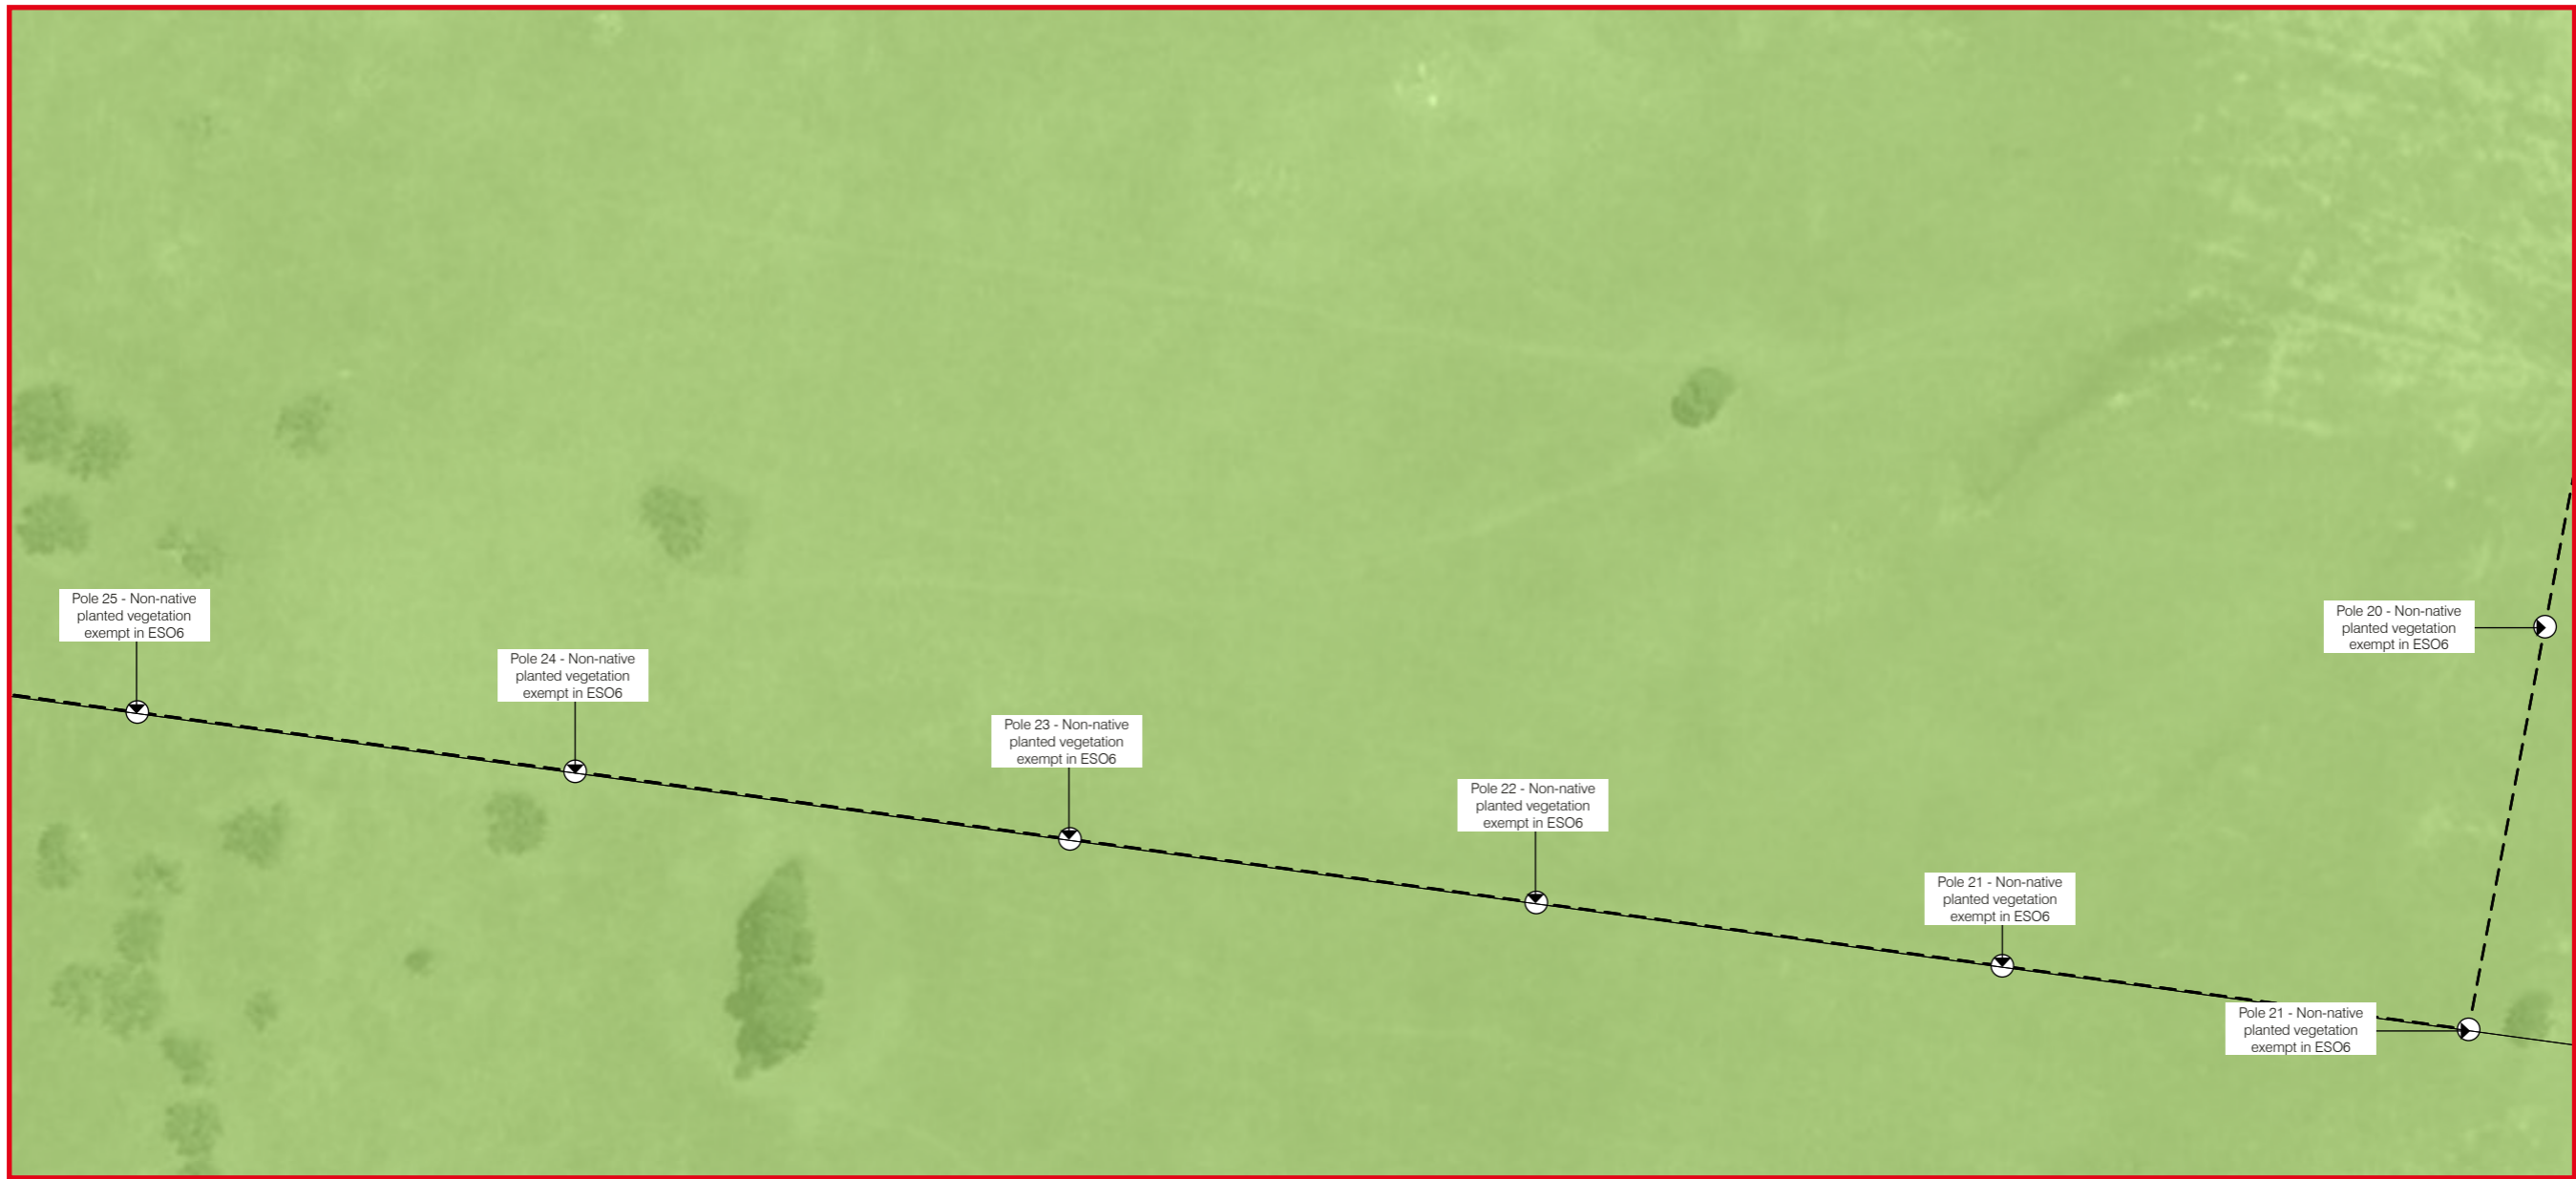 Pole 25 - Non-native
planted vegetation
exempt in ESO6
Pole 24 - Non-native
planted vegetation
exempt in ESO6
Pole 23 - Non-native
planted vegetation
exempt in ESO6
Pole 22 - Non-native
planted vegetation
exempt in ESO6
Pole 21 - Non-native
planted vegetation
exempt in ESO6
Pole 20 - Non-native
planted vegetation
exempt in ESO6
Pole 21 - Non-native
planted vegetation
exempt in ESO6